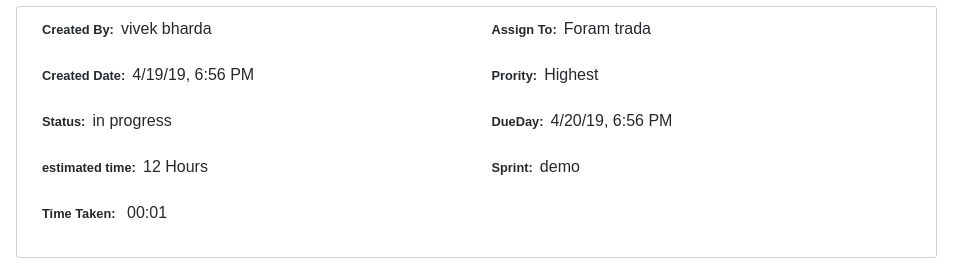 Created By: vivek bharda
Assign To: Foram trada
Created Date: 4/19/19, 6:56 PM
Prority: Highest
Status: in progress
DueDay: 4/20/19, 6:56 PM
estimated time: 12 Hours
Sprint: demo
Time Taken: 00:01